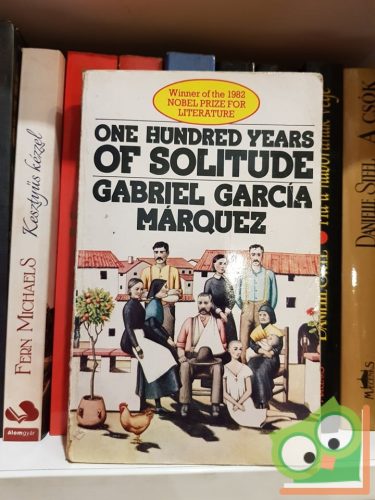 Winner of the 1982
NOBEL PRIZE FOR
LITERATURE
ONE HUNDRED YEARS
OF SOLITUDE
GABRIEL GARCÍA
MÁRQUEZ
FERN MICHAELS
Kesztyűs kézzel
álomgyár
DANIELLE STEEL
A CSÓK